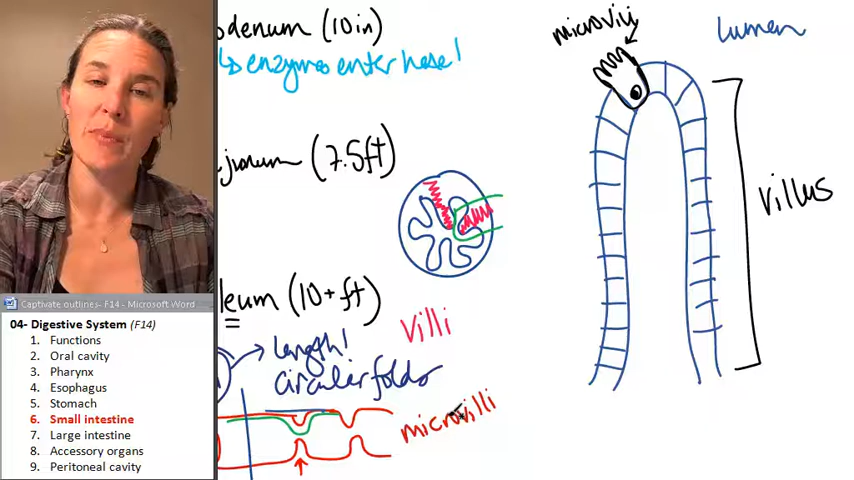 odenum (10in)
↳ enzymes enter here!
jejunum (7.5ft)
leum (10+ ft)
→ length!
circular folds
villi
microvilli
microvilli
lumen
villus
Captivate outlines- F14 - Microsoft Word
04- Digestive System (F14)
1. Functions
2. Oral cavity
3. Pharynx
4. Esophagus
5. Stomach
6. Small intestine
7. Large intestine
8. Accessory organs
9. Peritoneal cavity